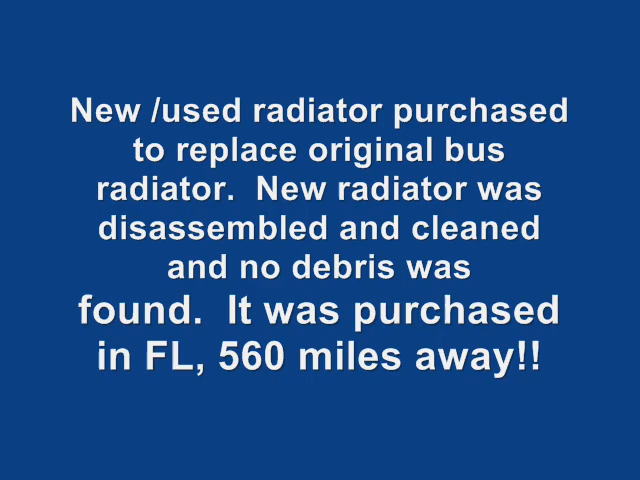 New /used radiator purchased
to replace original bus
radiator.  New radiator was
disassembled and cleaned
and no debris was
found.  It was purchased
in FL, 560 miles away!!